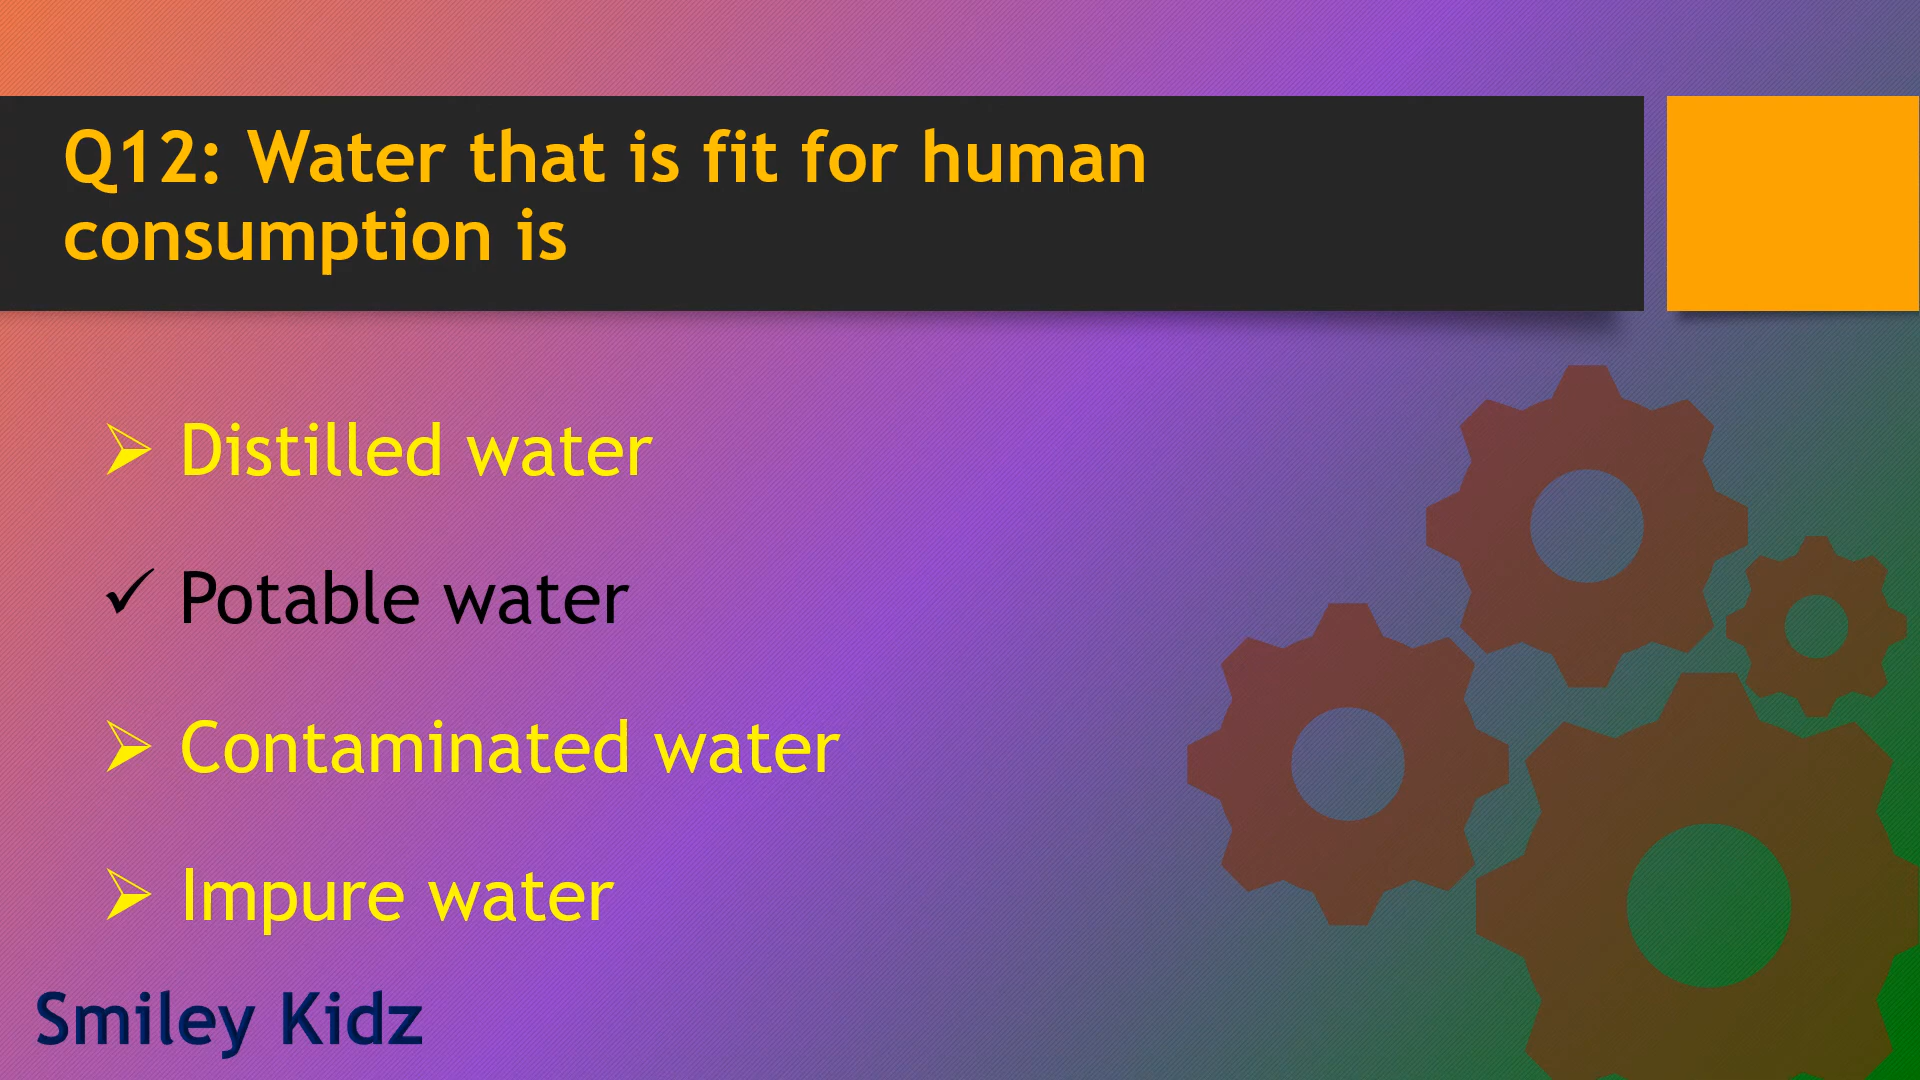 Q12: Water that is fit for human
consumption is
Distilled water
Potable water
Contaminated water
Impure water
Smiley Kidz